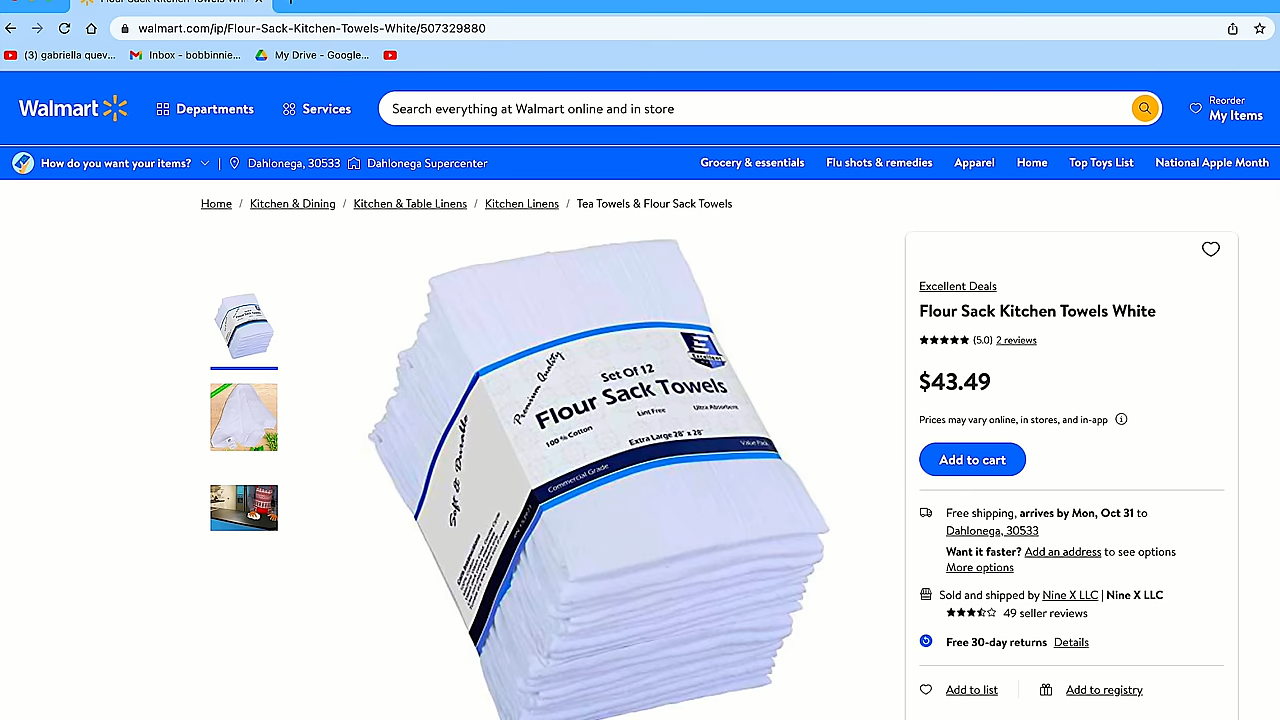 Flour Sack Kitchen Towels Whi
walmart.com/ip/Flour-Sack-Kitchen-Towels-White/507329880
(3) gabriella quev... Inbox - bobbinnie... My Drive - Google...
Walmart Departments Services Search everything at Walmart online and in store Reorder
My Items
How do you want your items? | Dahlonega, 30533 Dahlonega Supercenter Grocery & essentials Flu shots & remedies Apparel Home Top Toys List National Apple Month
Home / Kitchen & Dining / Kitchen & Table Linens / Kitchen Linens / Tea Towels & Flour Sack Towels
Premium Quality
Set Of 12
Flour Sack Towels
Lint Free
Ultra Absorbent
100 % Cotton
Extra Large 28" x 28"
Value Pack
Commercial Grade
Soft & Durable
Care Instructions
Excellent Deals
Flour Sack Kitchen Towels White
(5.0) 2 reviews
$43.49
Prices may vary online, in stores, and in-app
Add to cart
Free shipping, arrives by Mon, Oct 31 to
Dahlonega, 30533
Want it faster? Add an address to see options
More options
Sold and shipped by Nine X LLC | Nine X LLC
49 seller reviews
Free 30-day returns Details
Add to list Add to registry